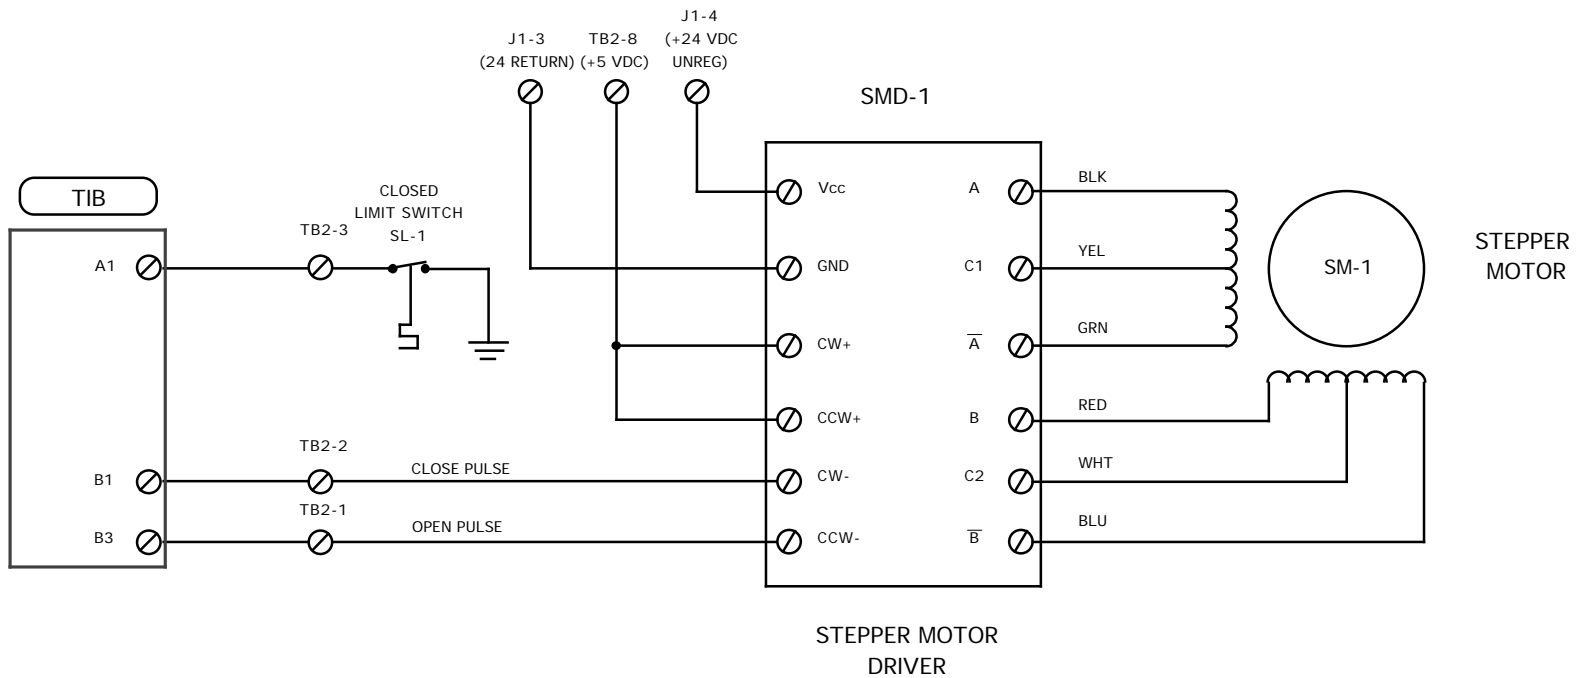 J1-4
J1-3 TB2-8 (+24 VDC
(24 RETURN) (+5 VDC) UNREG)
SMD-1
TIB
CLOSED
LIMIT SWITCH
SL-1
TB2-3
A1
Vcc
A
BLK
GND
C1
YEL
SM-1
STEPPER
MOTOR
CW+
A̅
GRN
CCW+
B
RED
TB2-2
B1
CLOSE PULSE
CW-
C2
WHT
TB2-1
B3
OPEN PULSE
CCW-
B̅
BLU
STEPPER MOTOR
DRIVER